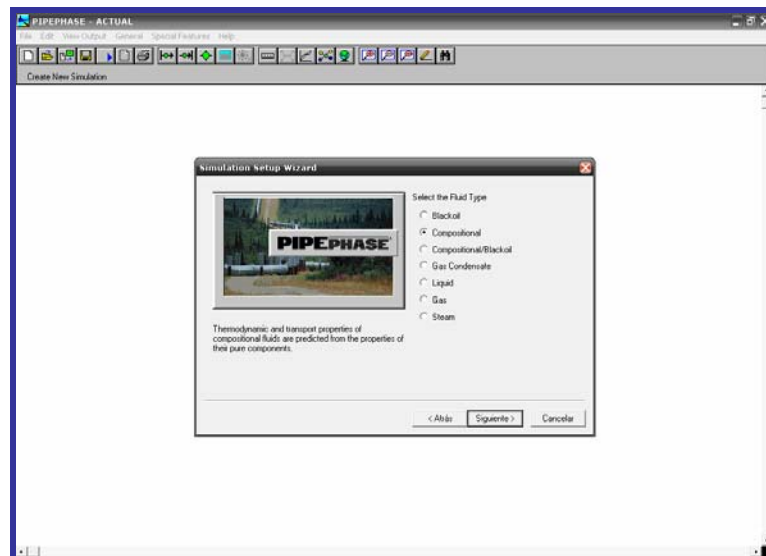 PIPEPHASE - ACTUAL
File Edit View Output General Special Features Help
Create New Simulation
Simulation Setup Wizard
PIPEPHASE
Thermodynamic and transport properties of
compositional fluids are predicted from the properties of
their pure components.
Select the Fluid Type
Blackoil
Compositional
Compositional/Blackoil
Gas Condensate
Liquid
Gas
Steam
< Atrás
Siguiente >
Cancelar